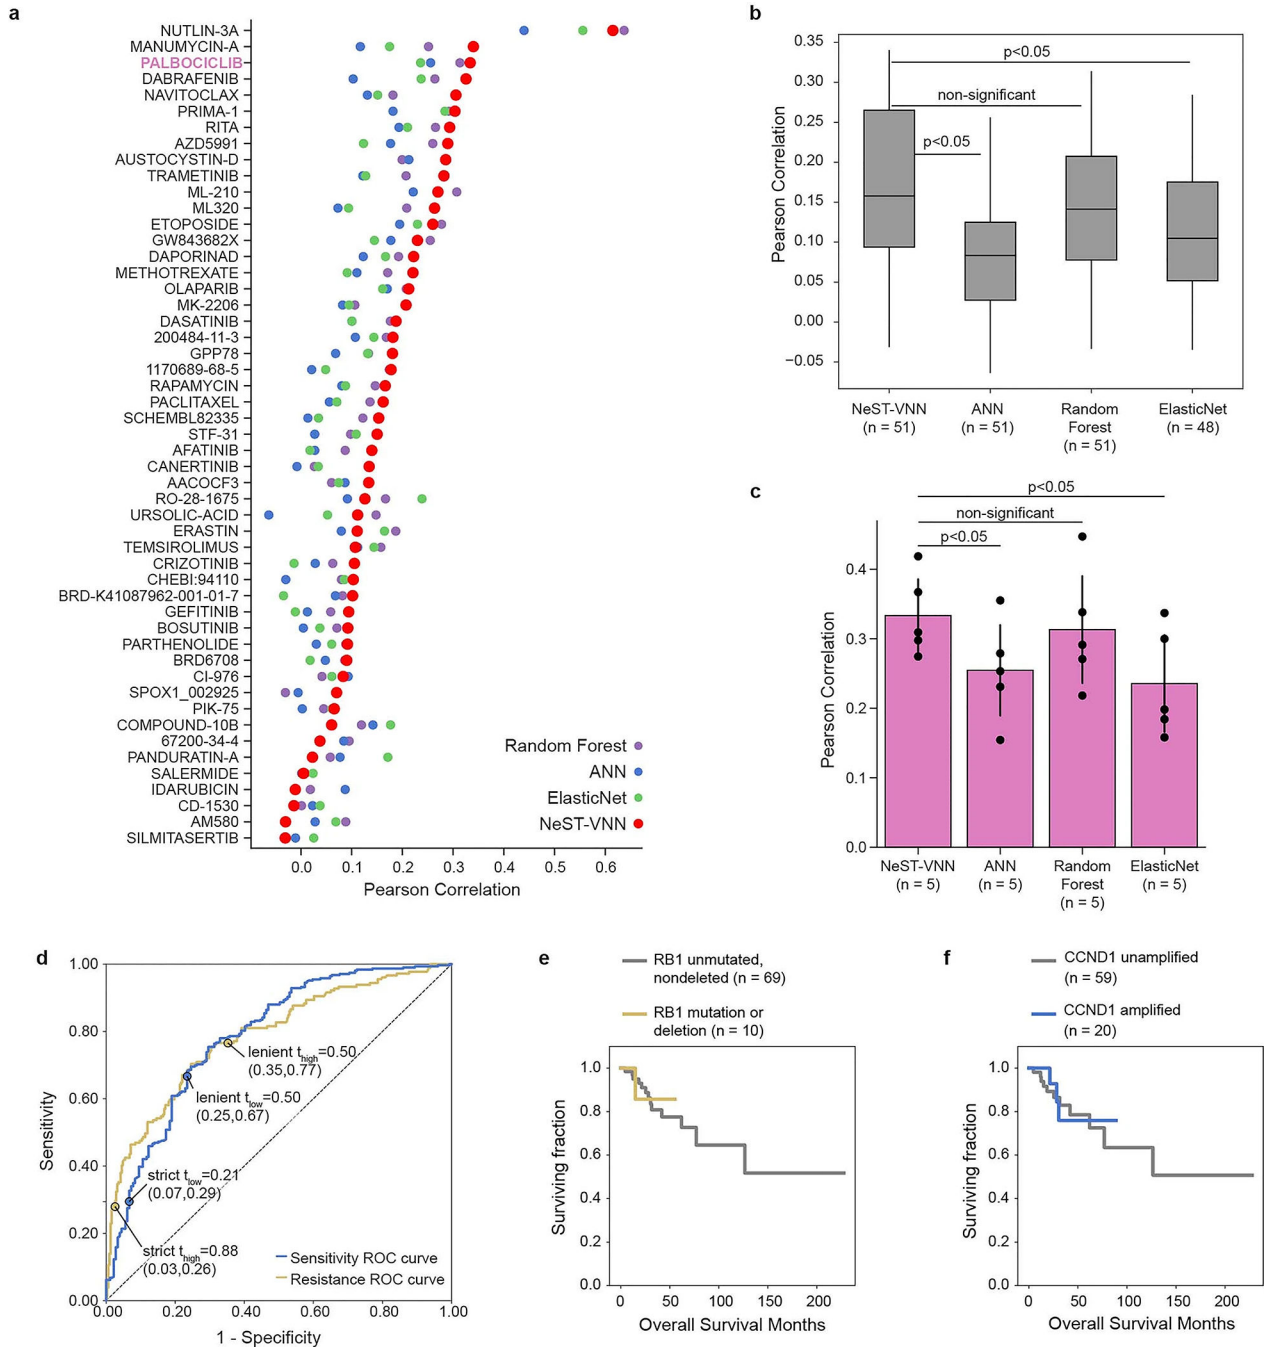 a
NUTLIN-3A
MANUMYCIN-A
PALBOCICLIB
DABRAFENIB
NAVITOCLAX
PRIMA-1
RITA
AZD5991
AUSTOCYSTIN-D
TRAMETINIB
ML-210
ML320
ETOPOSIDE
GW843682X
DAPORINAD
METHOTREXATE
OLAPARIB
MK-2206
DASATINIB
200484-11-3
GPP78
1170689-68-5
RAPAMYCIN
PACLITAXEL
SCHEMBL82335
STF-31
AFATINIB
CANERTINIB
AACOCF3
RO-28-1675
URSOLIC-ACID
ERASTIN
TEMSIROLIMUS
CRIZOTINIB
CHEBI:94110
BRD-K41087962-001-01-7
GEFITINIB
BOSUTINIB
PARTHENOLIDE
BRD6708
CI-976
SPOX1_002925
PIK-75
COMPOUND-10B
67200-34-4
PANDURATIN-A
SALERMIDE
IDARUBICIN
CD-1530
AM580
SILMITASERTIB
Random Forest
ANN
ElasticNet
NeST-VNN
0.0 0.1 0.2 0.3 0.4 0.5 0.6
Pearson Correlation
b
Pearson Correlation
0.35
0.30
0.25
0.20
0.15
0.10
0.05
0.00
−0.05
p<0.05
non-significant
p<0.05
NeST-VNN
(n = 51)
ANN
(n = 51)
Random
Forest
(n = 51)
ElasticNet
(n = 48)
c
Pearson Correlation
p<0.05
non-significant
p<0.05
0.4
0.3
0.2
0.1
0.0
NeST-VNN
(n = 5)
ANN
(n = 5)
Random
Forest
(n = 5)
ElasticNet
(n = 5)
d
Sensitivity
1.00
0.80
0.60
0.40
0.20
0.00
lenient thigh=0.50
(0.35,0.77)
lenient tlow=0.50
(0.25,0.67)
strict tlow=0.21
(0.07,0.29)
strict thigh=0.88
(0.03,0.26)
Sensitivity ROC curve
Resistance ROC curve
0.00 0.20 0.40 0.60 0.80 1.00
1 - Specificity
e
RB1 unmutated,
nondeleted (n = 69)
RB1 mutation or
deletion (n = 10)
Surviving fraction
1.0
0.8
0.6
0.4
0.2
0.0
0 50 100 150 200
Overall Survival Months
f
CCND1 unamplified
(n = 59)
CCND1 amplified
(n = 20)
Surviving fraction
1.0
0.8
0.6
0.4
0.2
0.0
0 50 100 150 200
Overall Survival Months